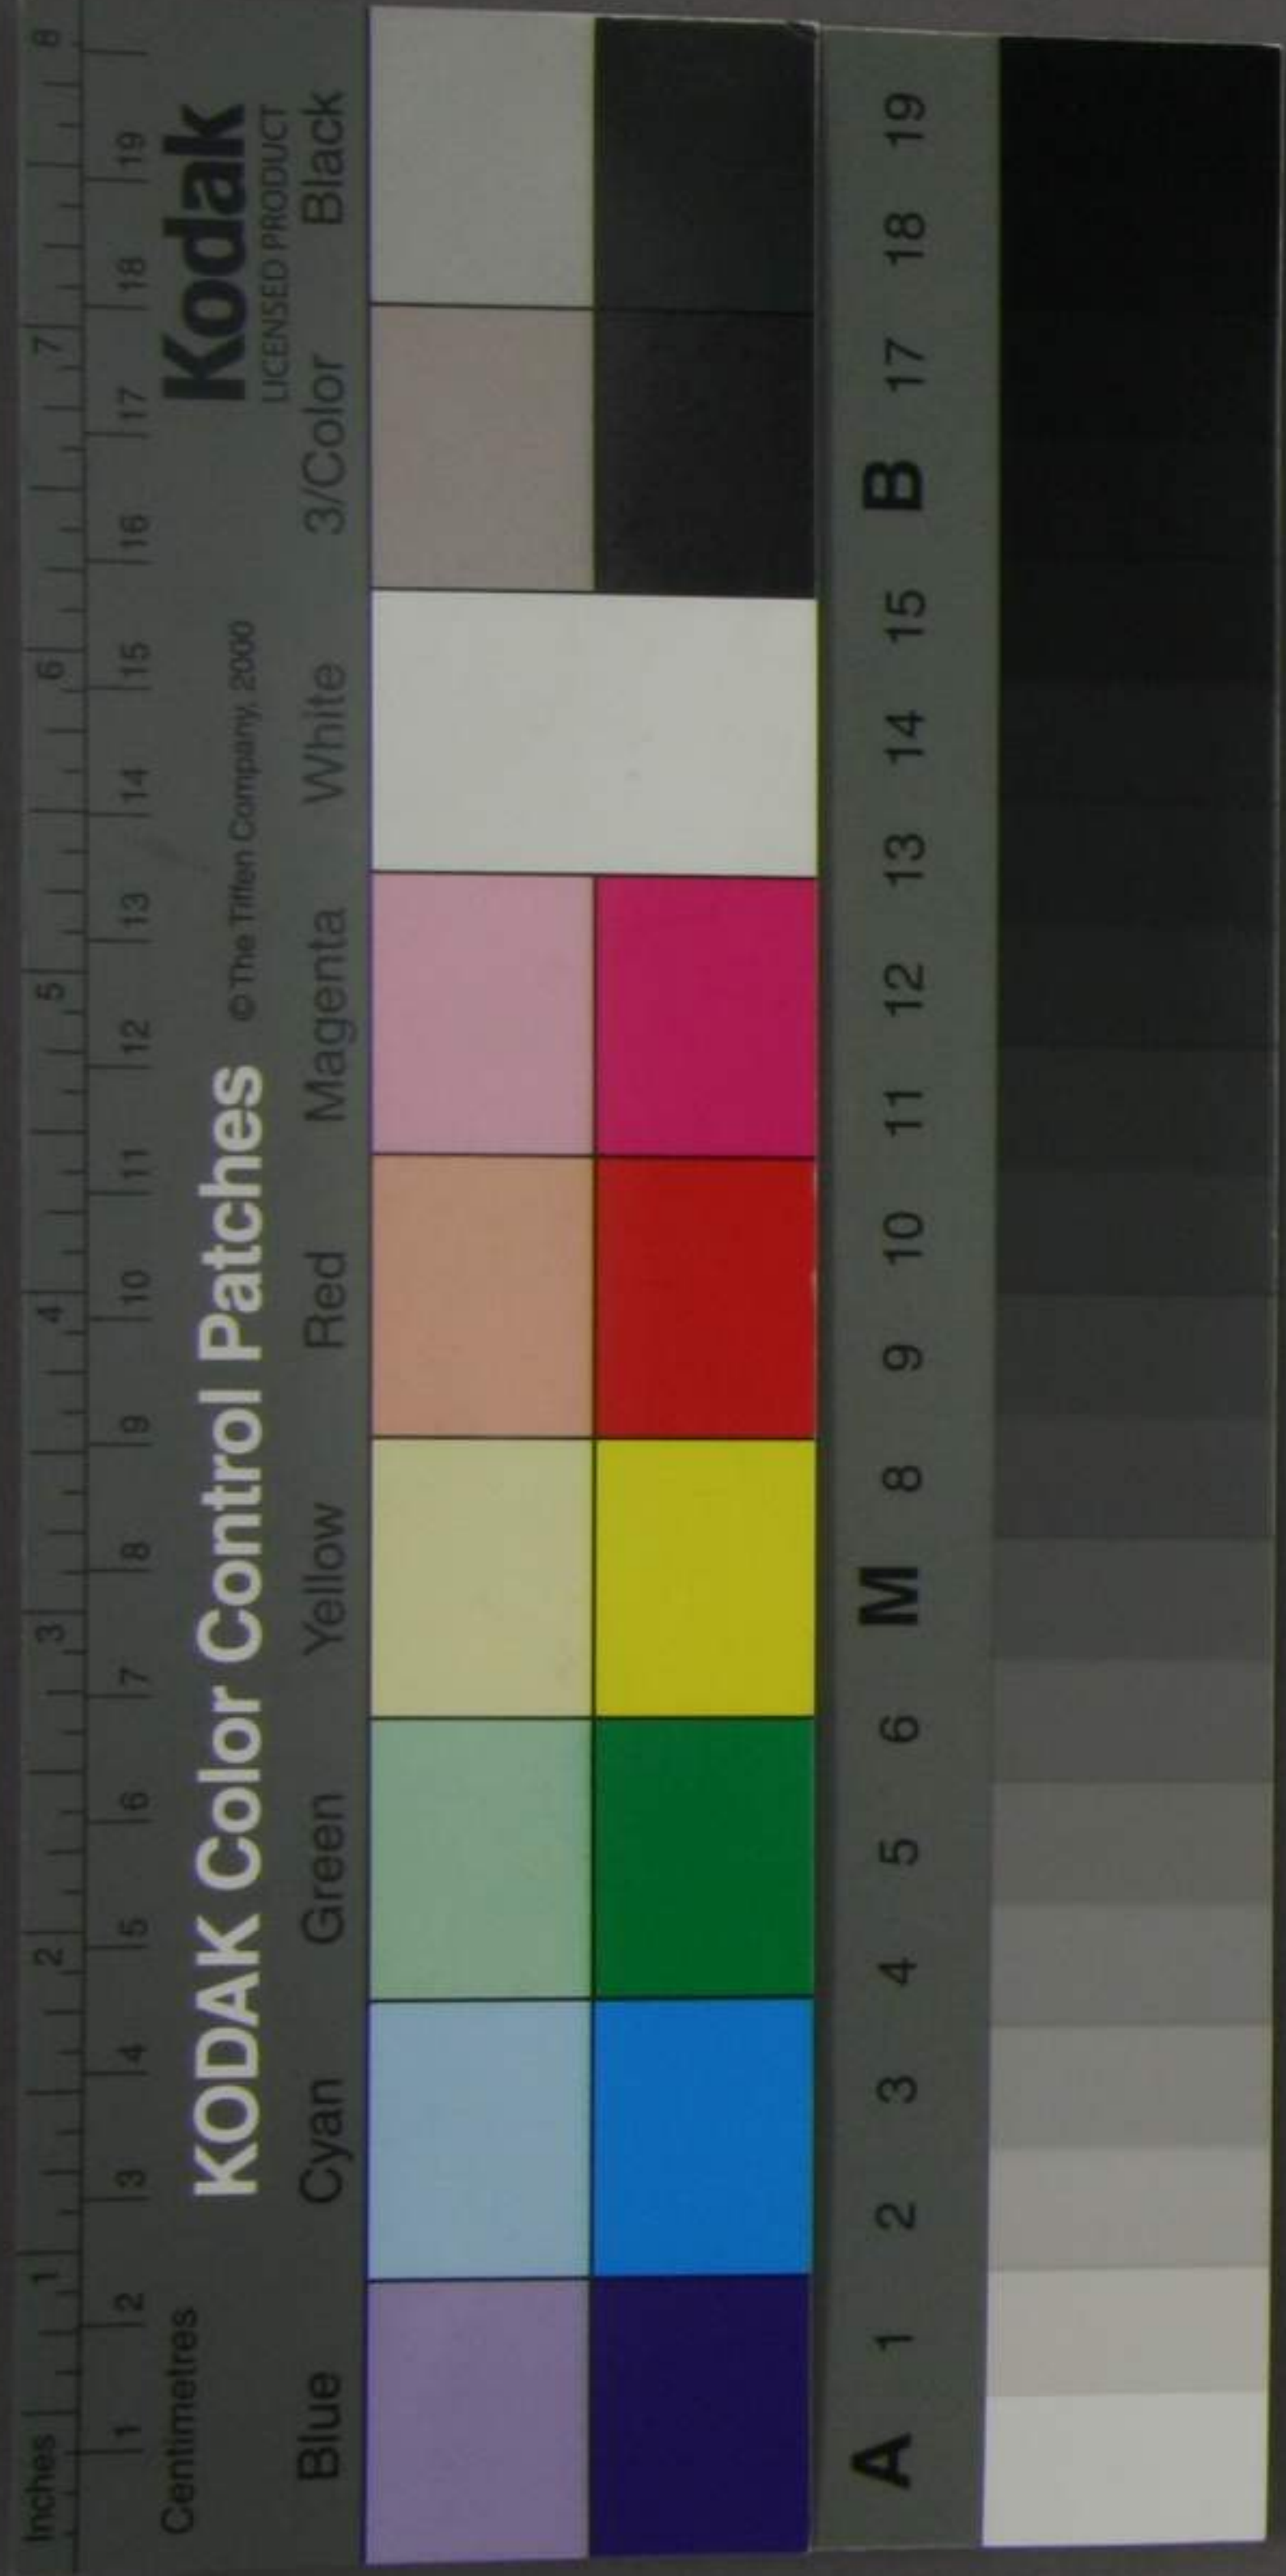 Inches 1 2 3 4 5 6 7 8
1 2 3 4 5 6 7 8 9 10 11 12 13 14 15 16 17 18 19
Centimetres
KODAK Color Control Patches © The Tiffen Company, 2000 Kodak
LICENSED PRODUCT
Blue Cyan Green Yellow Red Magenta White 3/Color Black
A 1 2 3 4 5 6 M 8 9 10 11 12 13 14 15 B 17 18 19